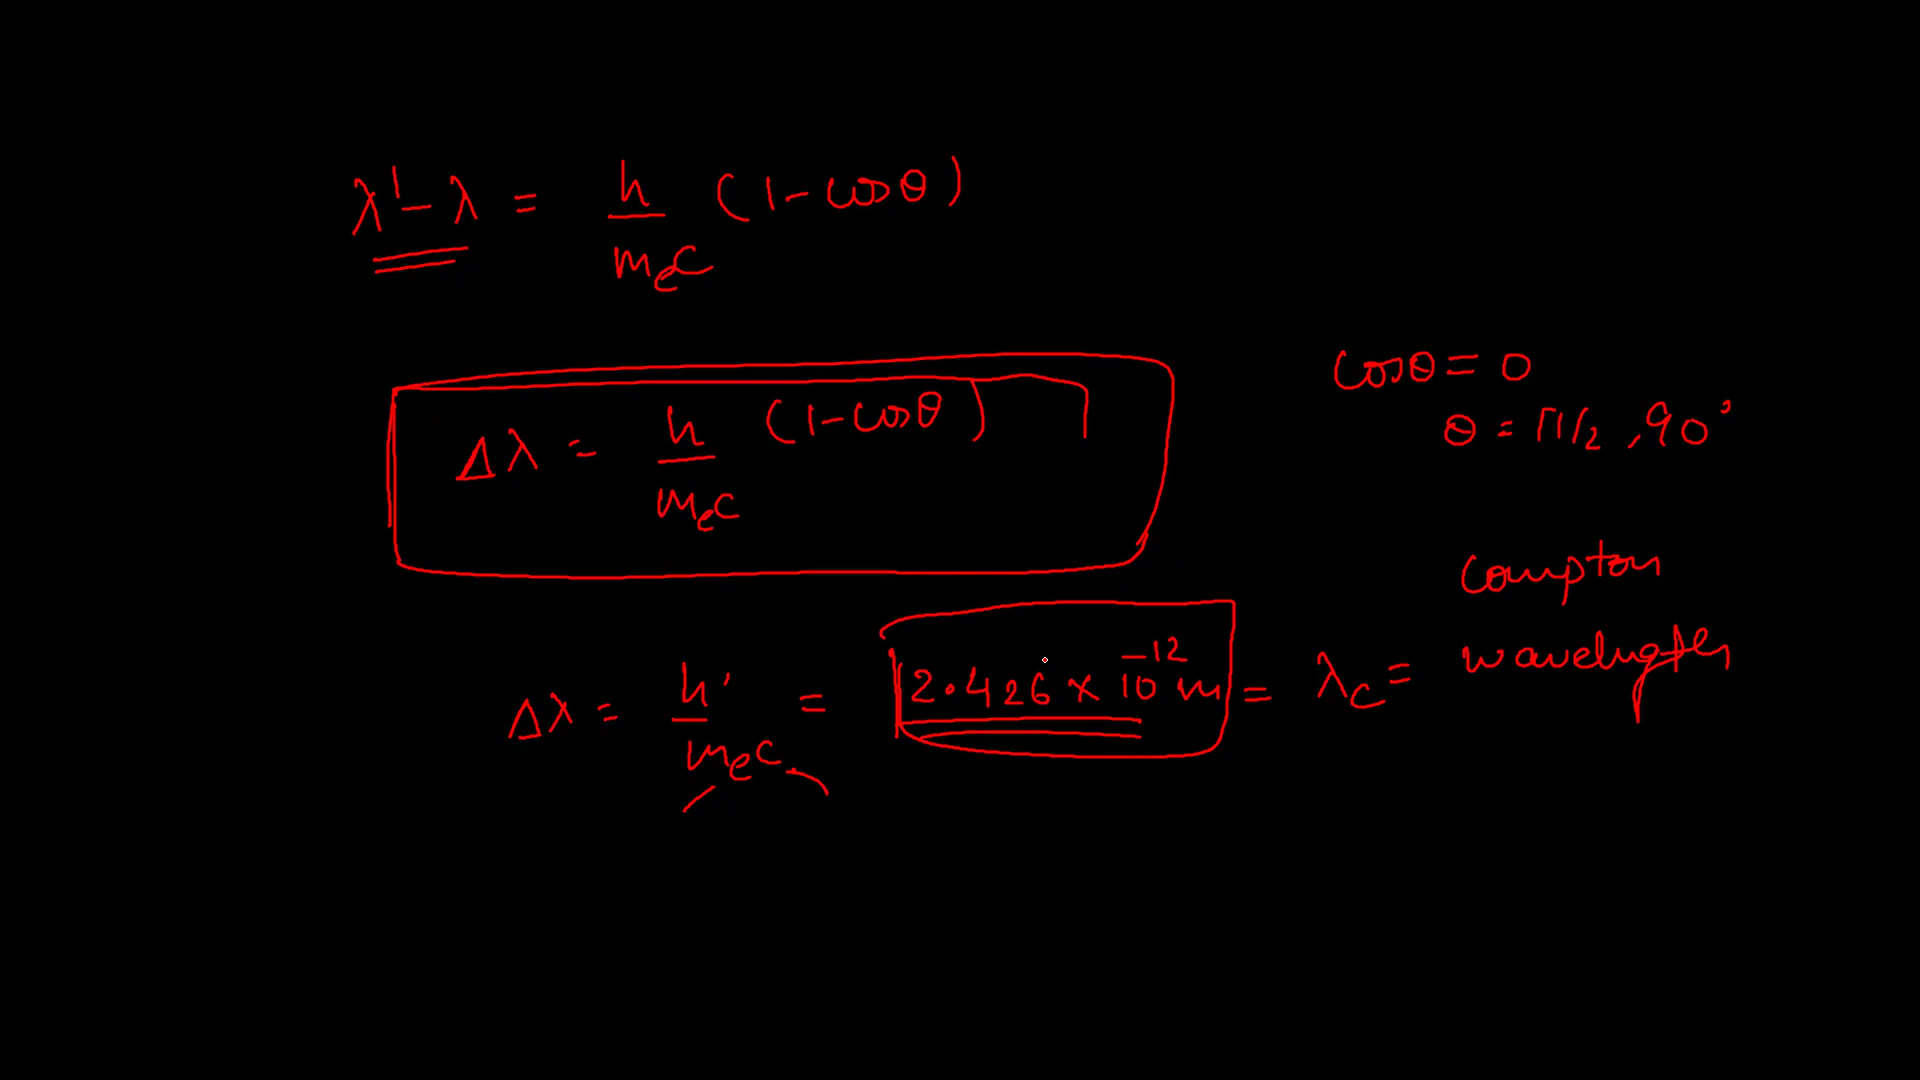 λ' - λ = h/mₑc (1 - cosθ)
Δλ = h/mₑc (1 - cosθ)
cosθ = 0
θ = π/2, 90°
Δλ = h/mₑc = 2.426 × 10⁻¹² m = λc = compton
wavelength